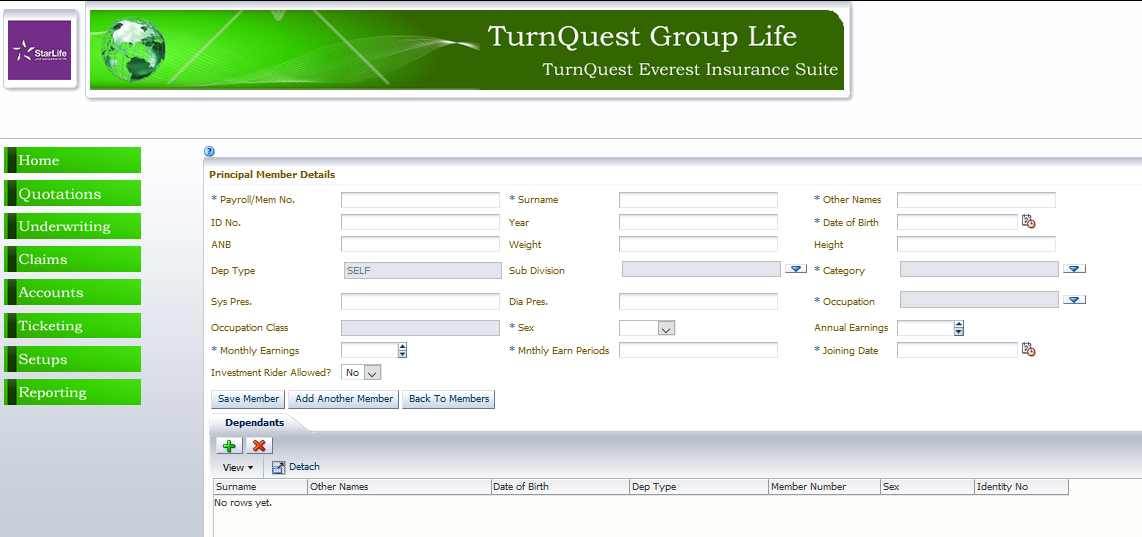 StarLife
TurnQuest Group Life
TurnQuest Everest Insurance Suite
Home
Quotations
Underwriting
Claims
Accounts
Ticketing
Setups
Reporting
?
Principal Member Details
* Payroll/Mem No. * Surname * Other Names
ID No. Year * Date of Birth
ANB Weight Height
Dep Type SELF Sub Division * Category
Sys Pres. Dia Pres. * Occupation
Occupation Class * Sex Annual Earnings
* Monthly Earnings * Mnthly Earn Periods * Joining Date
Investment Rider Allowed? No
Save Member Add Another Member Back To Members
Dependants
View Detach
Surname Other Names Date of Birth Dep Type Member Number Sex Identity No
No rows yet.